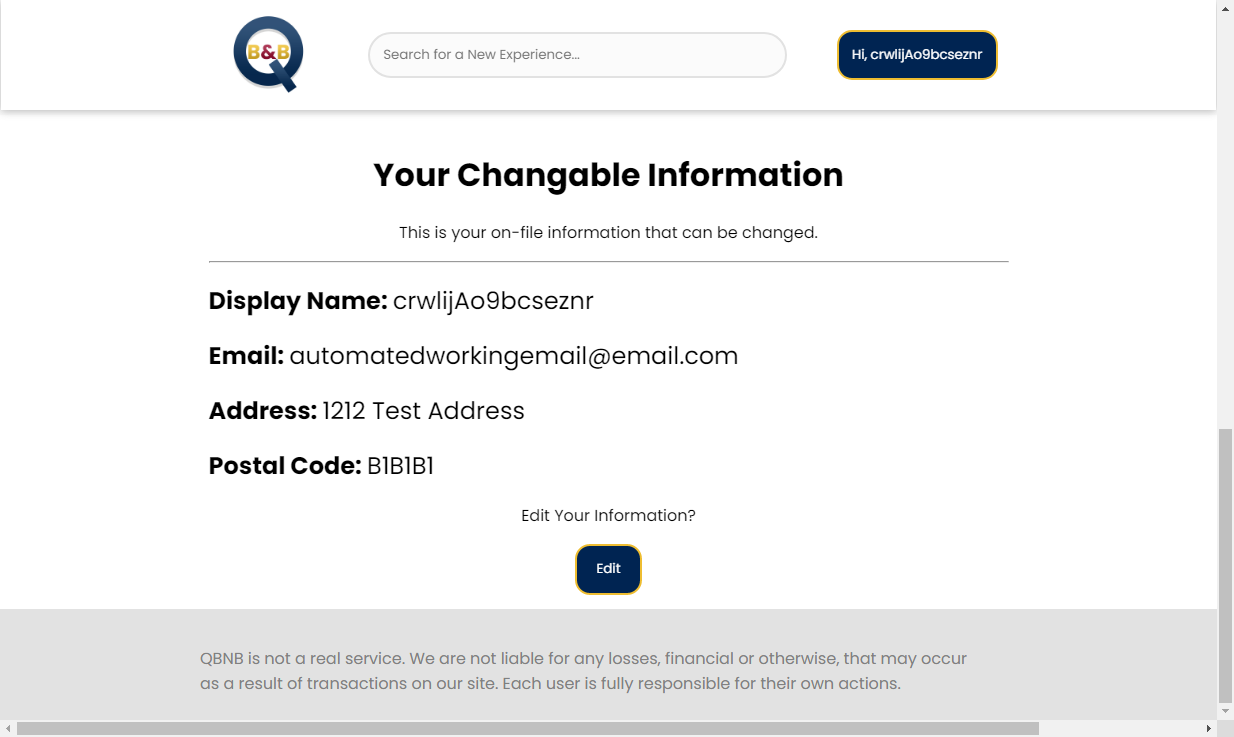 B&B
Search for a New Experience...
Hi, crwlijAo9bcseznr
Your Changable Information
This is your on-file information that can be changed.
Display Name: crwlijAo9bcseznr
Email: automatedworkingemail@email.com
Address: 1212 Test Address
Postal Code: B1B1B1
Edit Your Information?
Edit
QBNB is not a real service. We are not liable for any losses, financial or otherwise, that may occur
as a result of transactions on our site. Each user is fully responsible for their own actions.